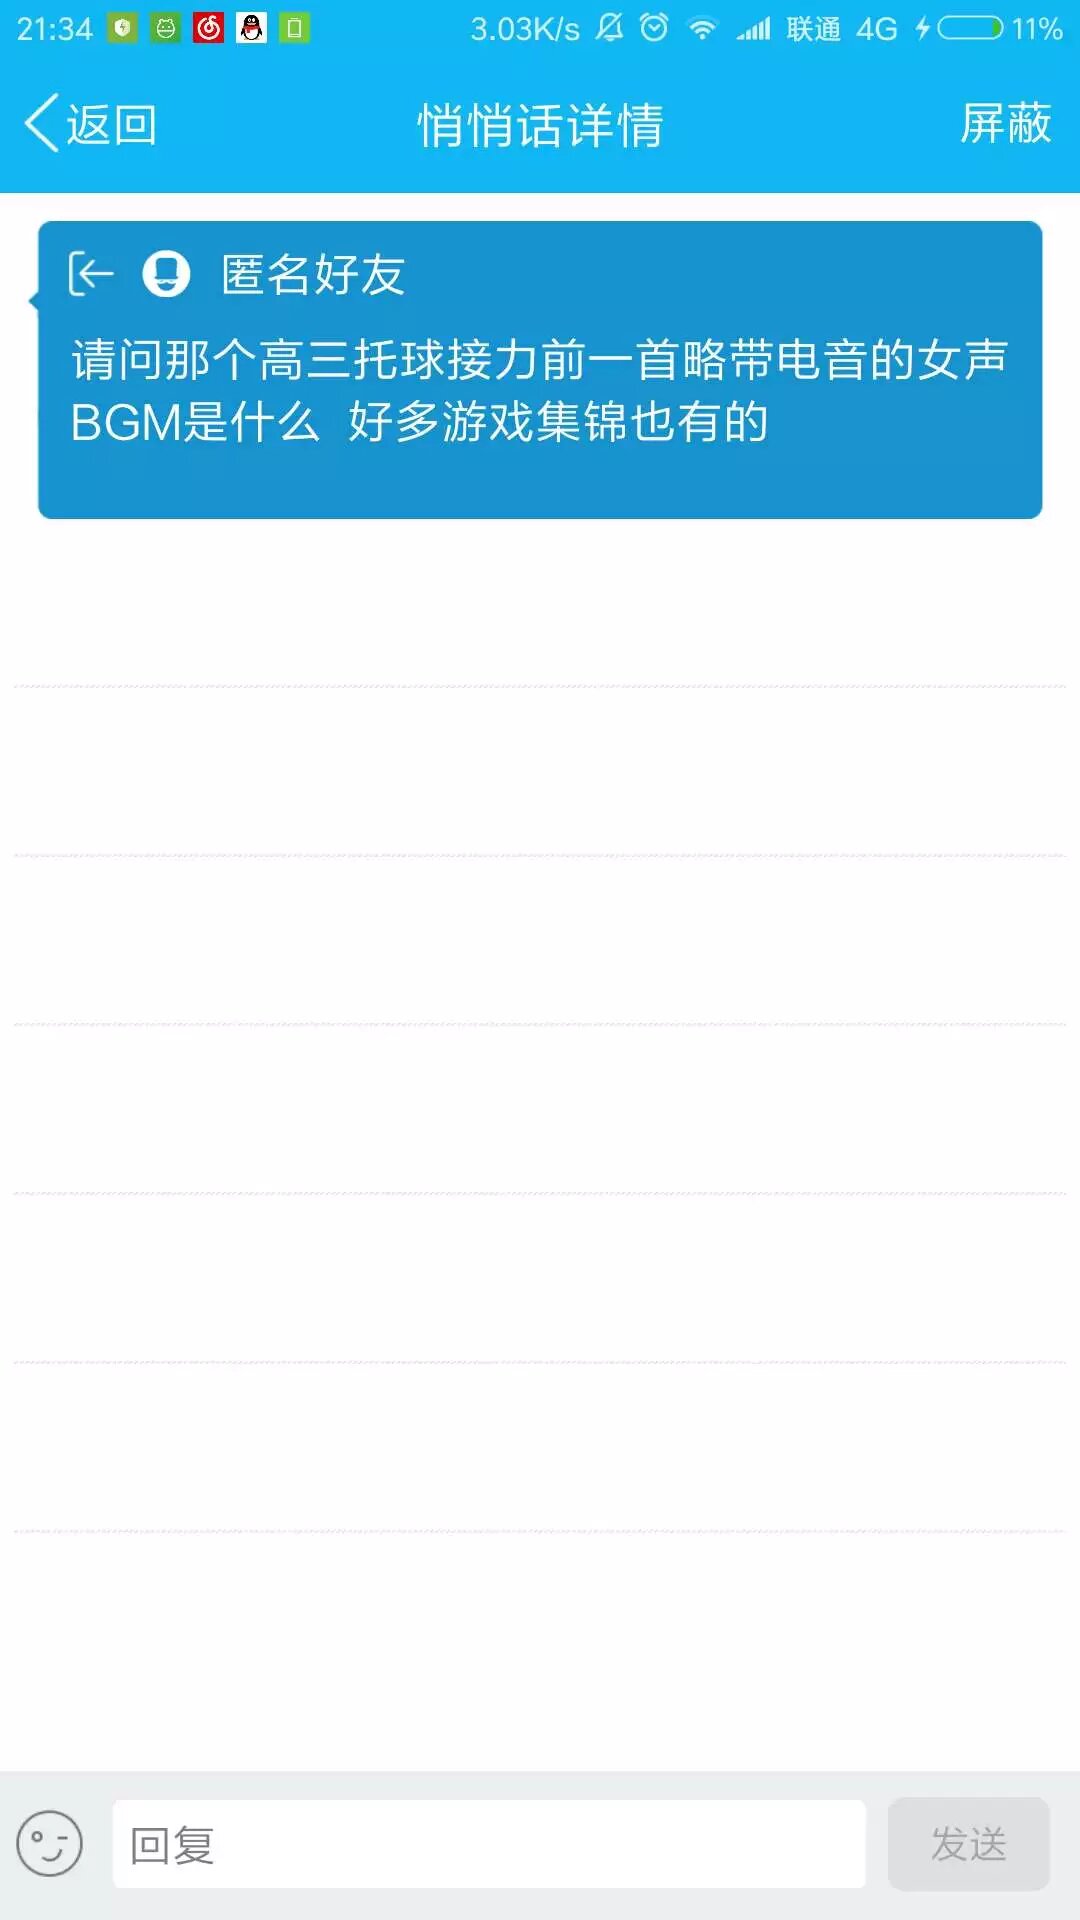 21:34 3.03K/s 联通 4G 11%
返回 悄悄话详情 屏蔽
匿名好友
请问那个高三托球接力前一首略带电音的女声
BGM是什么 好多游戏集锦也有的
回复 发送